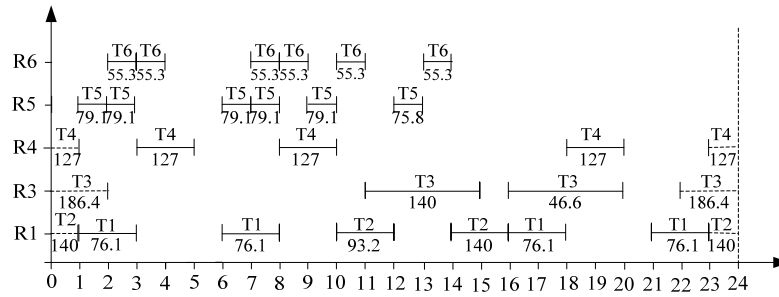 T6 T6 T6 T6 T6 T6
R6
55.3 55.3 55.3 55.3 55.3 55.3
T5 T5 T5 T5 T5 T5
R5
79.1 79.1 79.1 79.1 79.1 75.8
T4 T4 T4 T4 T4
R4
127 127 127 127 127
T3 T3 T3 T3
R3
186.4 140 46.6 186.4
T2 T1 T1 T2 T2 T1 T1 T2
R1
140 76.1 76.1 93.2 140 76.1 76.1 140
0 1 2 3 4 5 6 7 8 9 10 11 12 13 14 15 16 17 18 19 20 21 22 23 24